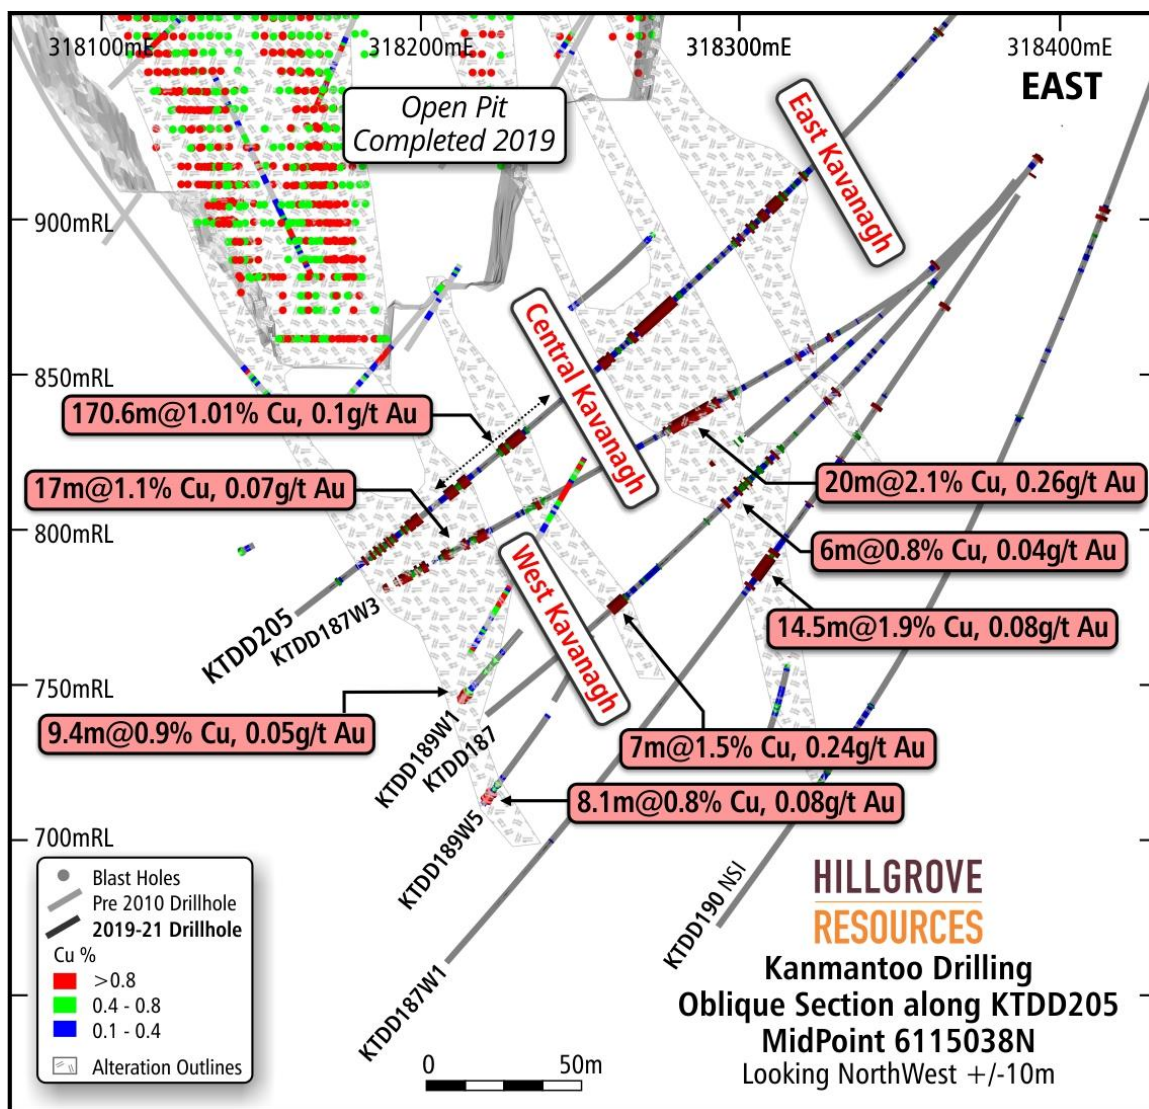 318100mE
318200mE
318300mE
318400mE
EAST
Open Pit
Completed 2019
East Kavanagh
900mRL
Central Kavanagh
850mRL
170.6m@1.01% Cu, 0.1g/t Au
17m@1.1% Cu, 0.07g/t Au
20m@2.1% Cu, 0.26g/t Au
800mRL
6m@0.8% Cu, 0.04g/t Au
West Kavanagh
14.5m@1.9% Cu, 0.08g/t Au
KTDD205
KTDD187W3
750mRL
9.4m@0.9% Cu, 0.05g/t Au
KTDD189W1
KTDD187
7m@1.5% Cu, 0.24g/t Au
8.1m@0.8% Cu, 0.08g/t Au
KTDD189W5
700mRL
KTDD190 NSI
KTDD187W1
Blast Holes
Pre 2010 Drillhole
2019-21 Drillhole
Cu %
>0.8
0.4 - 0.8
0.1 - 0.4
Alteration Outlines
0 50m
HILLGROVE
RESOURCES
Kanmantoo Drilling
Oblique Section along KTDD205
MidPoint 6115038N
Looking NorthWest +/-10m